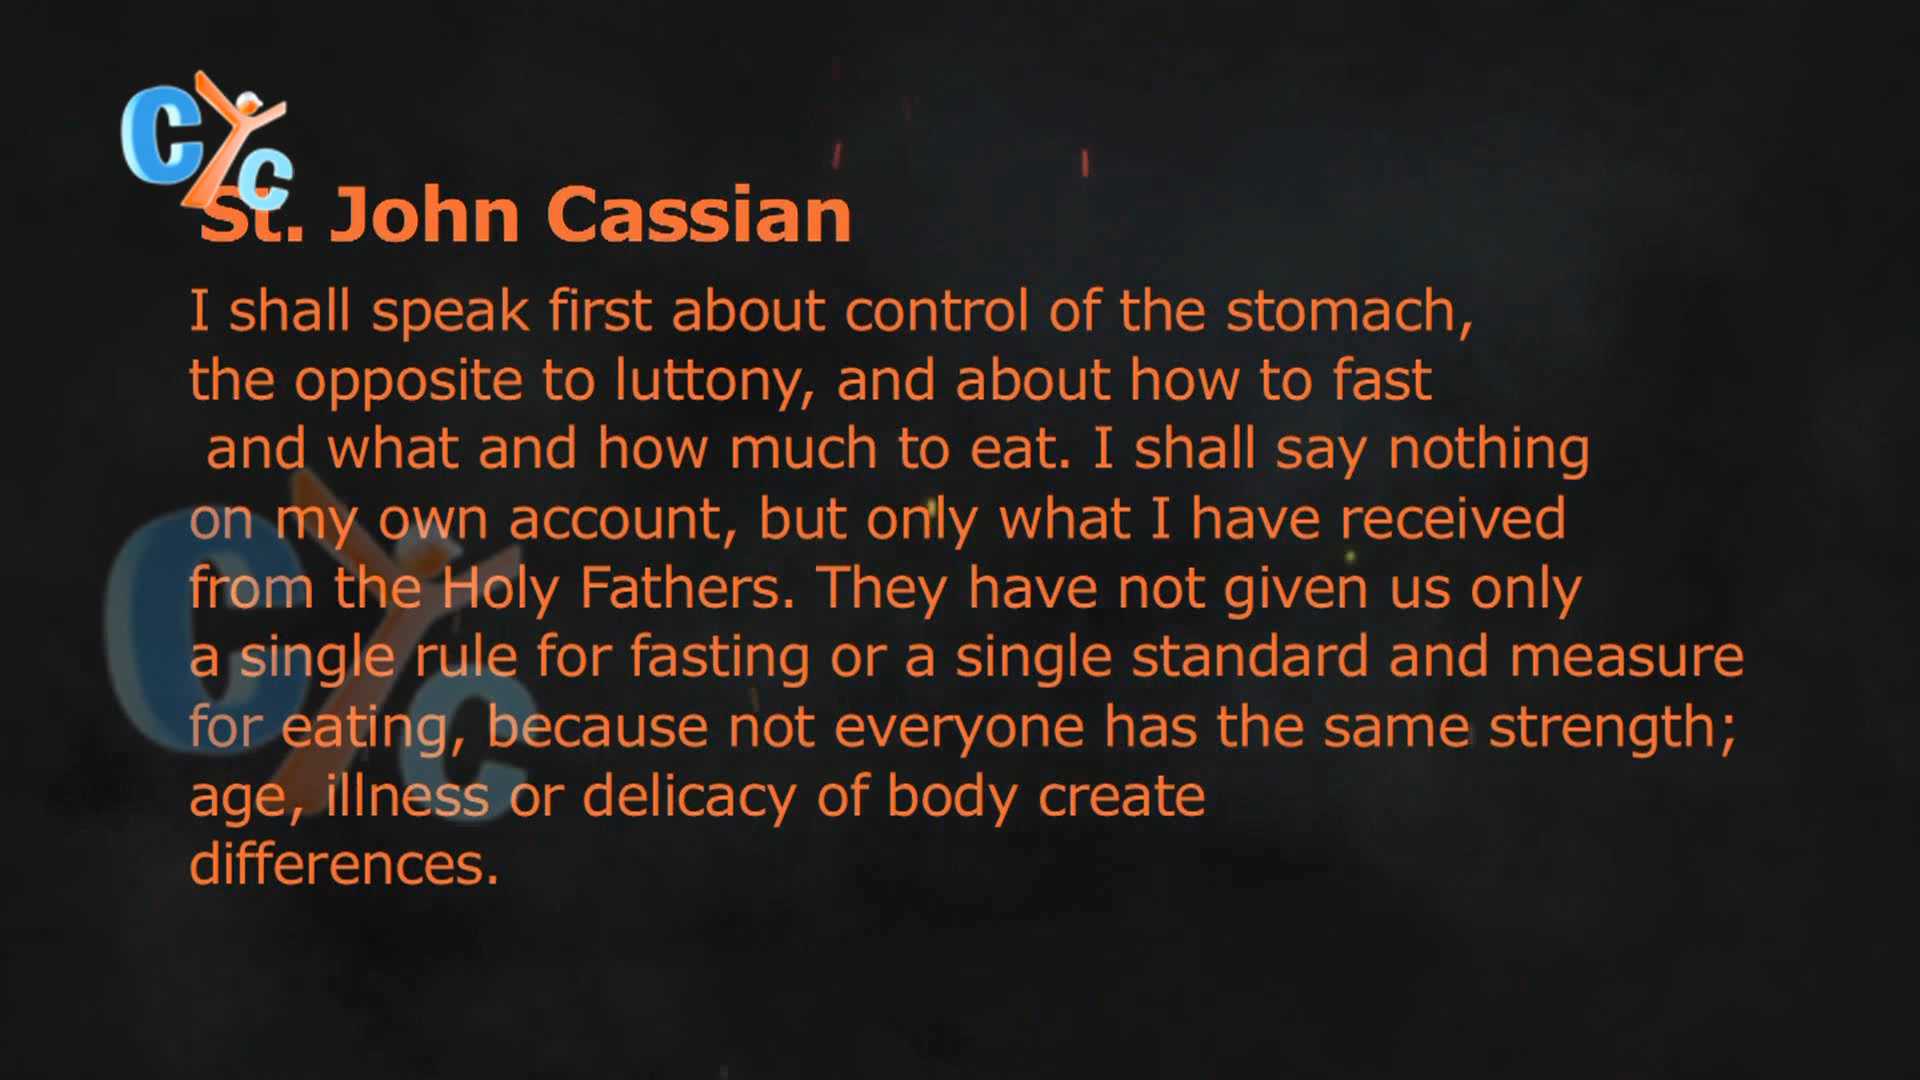 CYC
St. John Cassian
I shall speak first about control of the stomach,
the opposite to luttony, and about how to fast
and what and how much to eat. I shall say nothing
on my own account, but only what I have received
from the Holy Fathers. They have not given us only
a single rule for fasting or a single standard and measure
for eating, because not everyone has the same strength;
age, illness or delicacy of body create
differences.
CYC